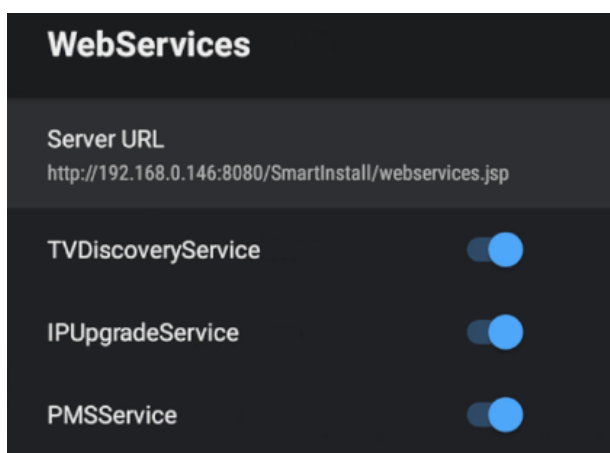 WebServices
Server URL
http://192.168.0.146:8080/SmartInstall/webservices.jsp
TVDiscoveryService
IPUpgradeService
PMSService